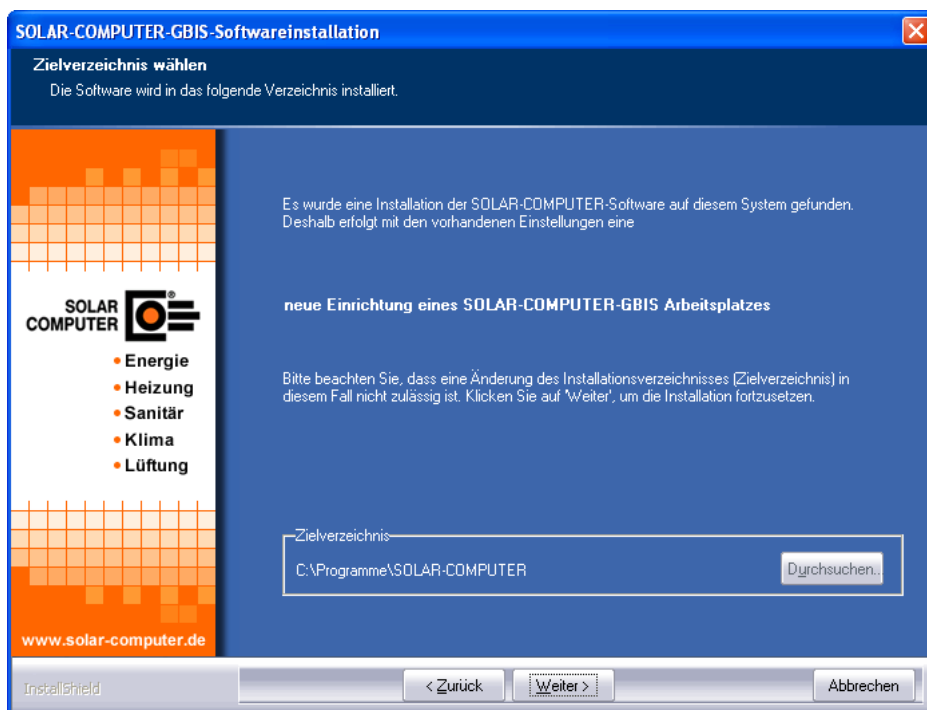 SOLAR-COMPUTER-GBIS-Softwareinstallation
Zielverzeichnis wählen
Die Software wird in das folgende Verzeichnis installiert.
SOLAR
COMPUTER
®
• Energie
• Heizung
• Sanitär
• Klima
• Lüftung
www.solar-computer.de
Es wurde eine Installation der SOLAR-COMPUTER-Software auf diesem System gefunden.
Deshalb erfolgt mit den vorhandenen Einstellungen eine
neue Einrichtung eines SOLAR-COMPUTER-GBIS Arbeitsplatzes
Bitte beachten Sie, dass eine Änderung des Installationsverzeichnisses (Zielverzeichnis) in
diesem Fall nicht zulässig ist. Klicken Sie auf 'Weiter', um die Installation fortzusetzen.
Zielverzeichnis
C:\Programme\SOLAR-COMPUTER
Durchsuchen..
InstallShield
< Zurück
Weiter >
Abbrechen